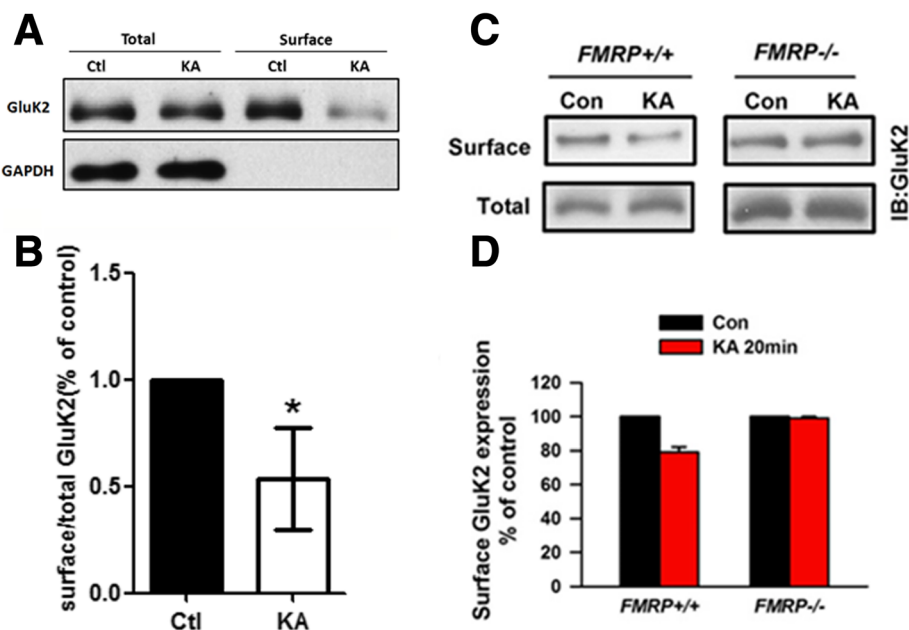 A
Total Surface
Ctl KA Ctl KA
GluK2
GAPDH
B
surface/total GluK2(% of control)
1.5
1.0
0.5
0.0
*
Ctl KA
C
FMRP+/+ FMRP-/-
Con KA Con KA
Surface
Total
IB:GluK2
D
Con
KA 20min
Surface GluK2 expression
% of control
120
100
80
60
40
20
0
FMRP+/+ FMRP-/-